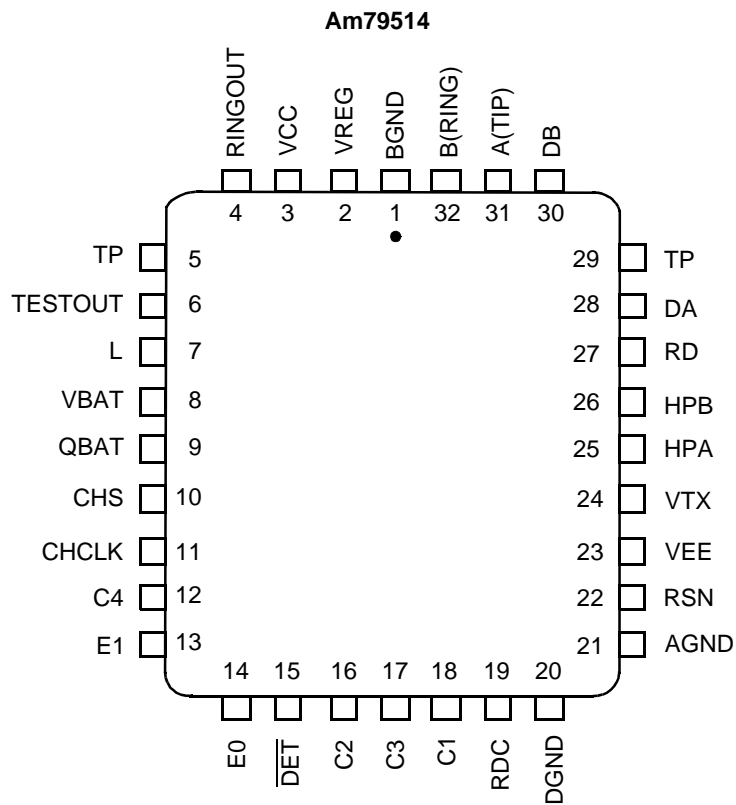 Am79514
RINGOUT
VCC
VREG
BGND
B(RING)
A(TIP)
DB
4 3 2 1 32 31 30
TP 5 29 TP
TESTOUT 6 28 DA
L 7 27 RD
VBAT 8 26 HPB
QBAT 9 25 HPA
CHS 10 24 VTX
CHCLK 11 23 VEE
C4 12 22 RSN
E1 13 21 AGND
14 15 16 17 18 19 20
E0
DET
C2
C3
C1
RDC
DGND